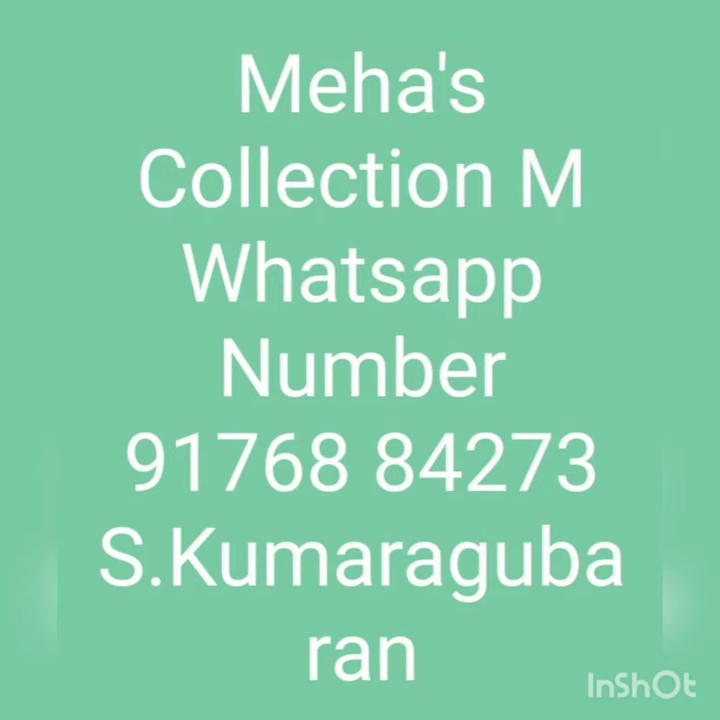 Meha's
Collection M
Whatsapp
Number
91768 84273
S.Kumaraguba
ran
InShOt